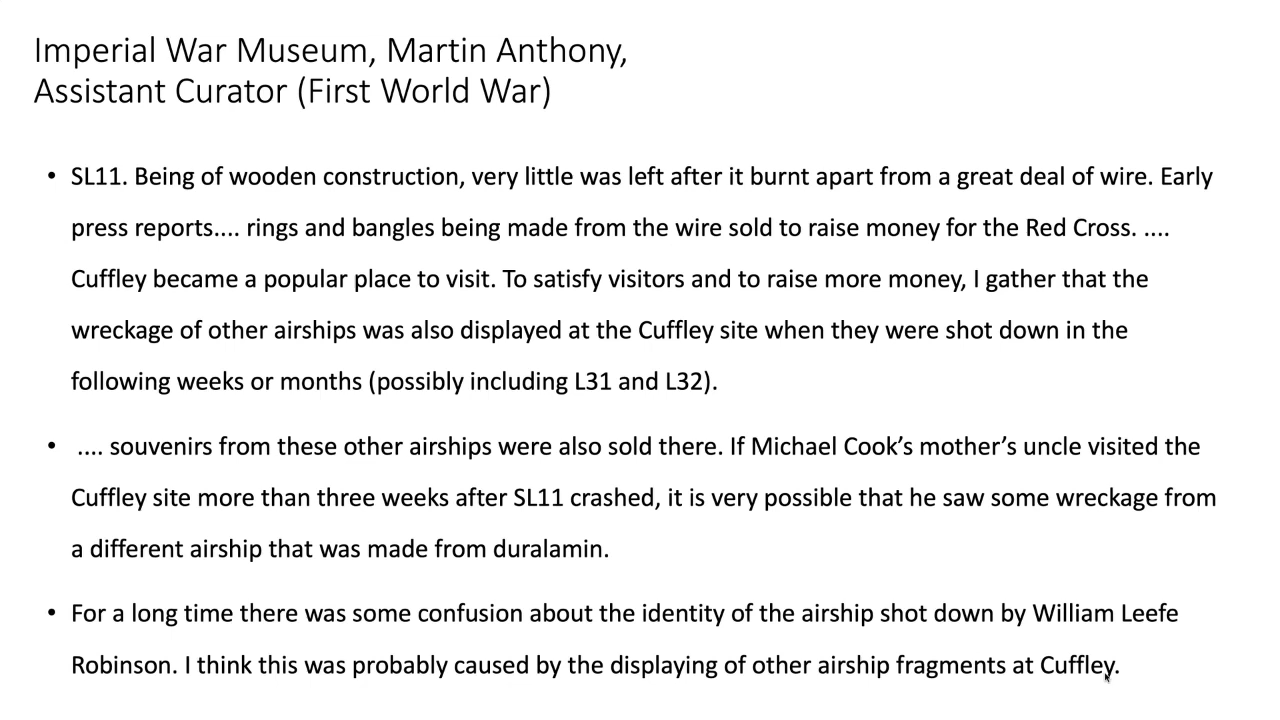 Imperial War Museum, Martin Anthony,
Assistant Curator (First World War)
• SL11. Being of wooden construction, very little was left after it burnt apart from a great deal of wire. Early
press reports.... rings and bangles being made from the wire sold to raise money for the Red Cross. ....
Cuffley became a popular place to visit. To satisfy visitors and to raise more money, I gather that the
wreckage of other airships was also displayed at the Cuffley site when they were shot down in the
following weeks or months (possibly including L31 and L32).
• .... souvenirs from these other airships were also sold there. If Michael Cook’s mother’s uncle visited the
Cuffley site more than three weeks after SL11 crashed, it is very possible that he saw some wreckage from
a different airship that was made from duralamin.
• For a long time there was some confusion about the identity of the airship shot down by William Leefe
Robinson. I think this was probably caused by the displaying of other airship fragments at Cuffley.